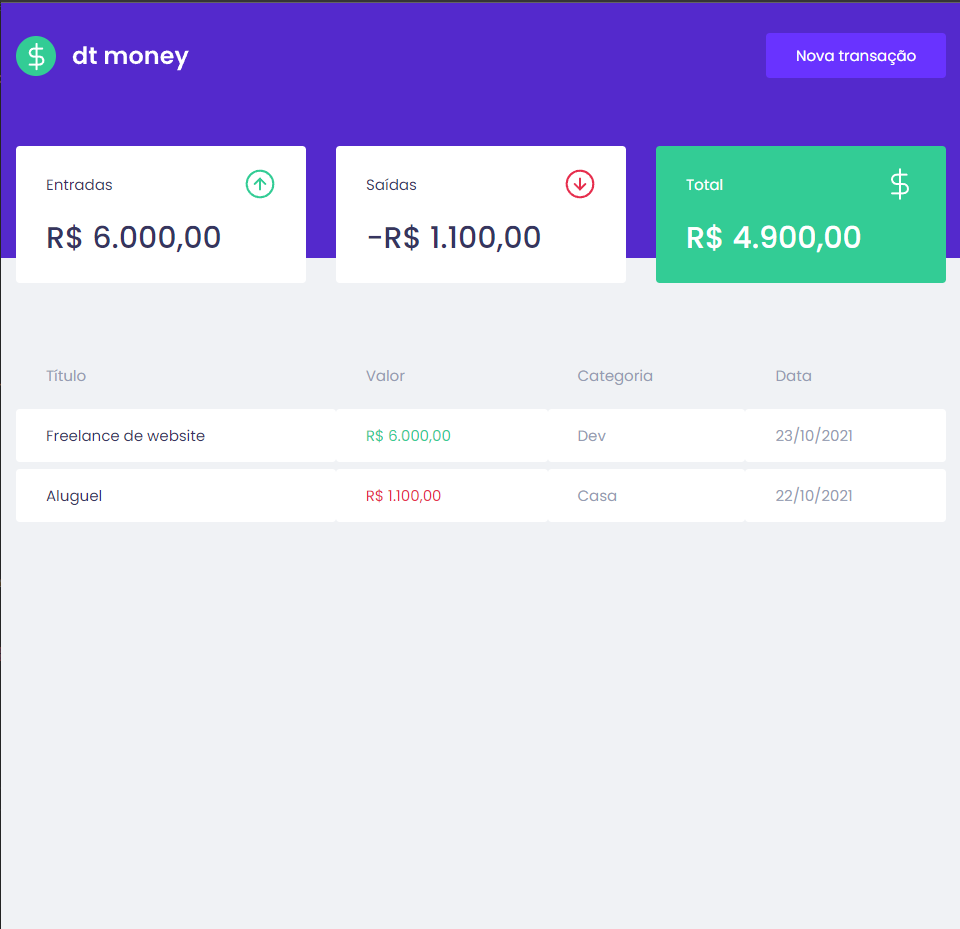 dt money
Nova transação
Entradas
R$ 6.000,00
Saídas
-R$ 1.100,00
Total
$
R$ 4.900,00
Título Valor Categoria Data
Freelance de website R$ 6.000,00 Dev 23/10/2021
Aluguel R$ 1.100,00 Casa 22/10/2021